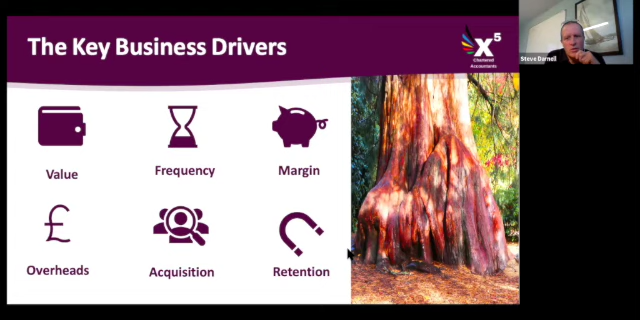 The Key Business Drivers
x5
Chartered
Accountants
Steve Darnell
Value
Frequency
Margin
£
Overheads
Acquisition
Retention